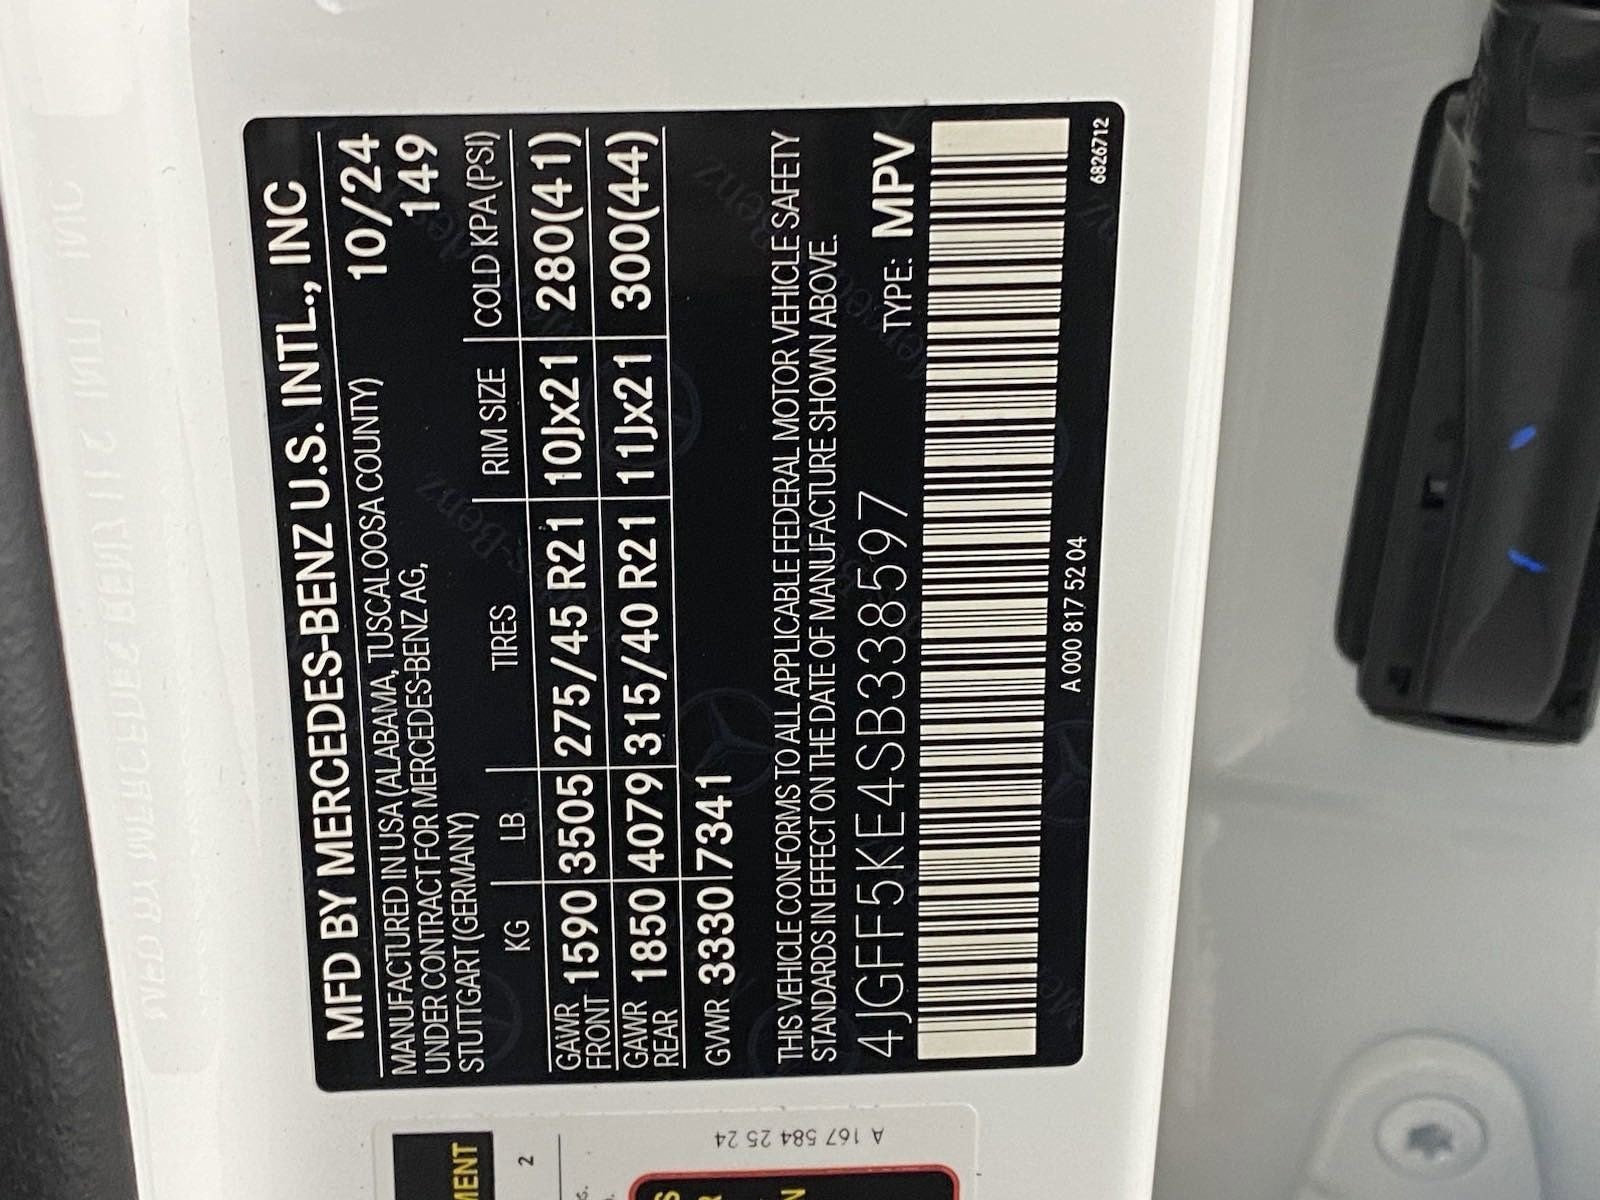 MFD BY MERCEDES-BENZ U.S. INTL., INC
MANUFACTURED IN USA (ALABAMA, TUSCALOOSA COUNTY) 10/24
UNDER CONTRACT FOR MERCEDES-BENZ AG, 149
STUTTGART (GERMANY)
KG LB TIRES RIM SIZE COLD KPA (PSI)
GAWR FRONT 1590 3505 275/45 R21 10Jx21 280(41)
GAWR REAR 1850 4079 315/40 R21 11Jx21 300(44)
GVWR 3330 7341
THIS VEHICLE CONFORMS TO ALL APPLICABLE FEDERAL MOTOR VEHICLE SAFETY
STANDARDS IN EFFECT ON THE DATE OF MANUFACTURE SHOWN ABOVE.
4JGFF5KE4SB338597 TYPE: MPV
A 000 817 52 04 6826712
A 167 584 25 24
2